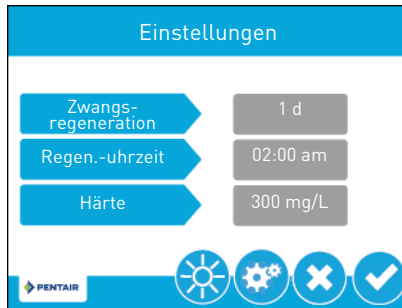 Einstellungen
Zwangs-
regeneration
1 d
Regen.-uhrzeit
02:00 am
Härte
300 mg/L
PENTAIR